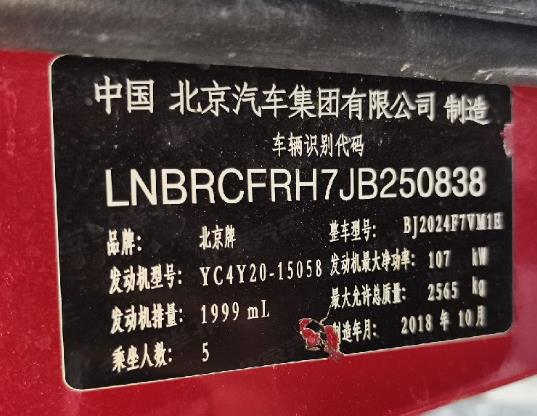 中国 北京汽车集团有限公司 制造
车辆识别代码
LNBRCFRH7JB250838
品牌: 北京牌 整车型号: BJ2024F7VM1H
发动机型号: YC4Y20-15058 发动机最大净功率: 107 kW
发动机排量: 1999 mL 最大允许总质量: 2565 kg
乘坐人数: 5 制造年月: 2018 年 10 月